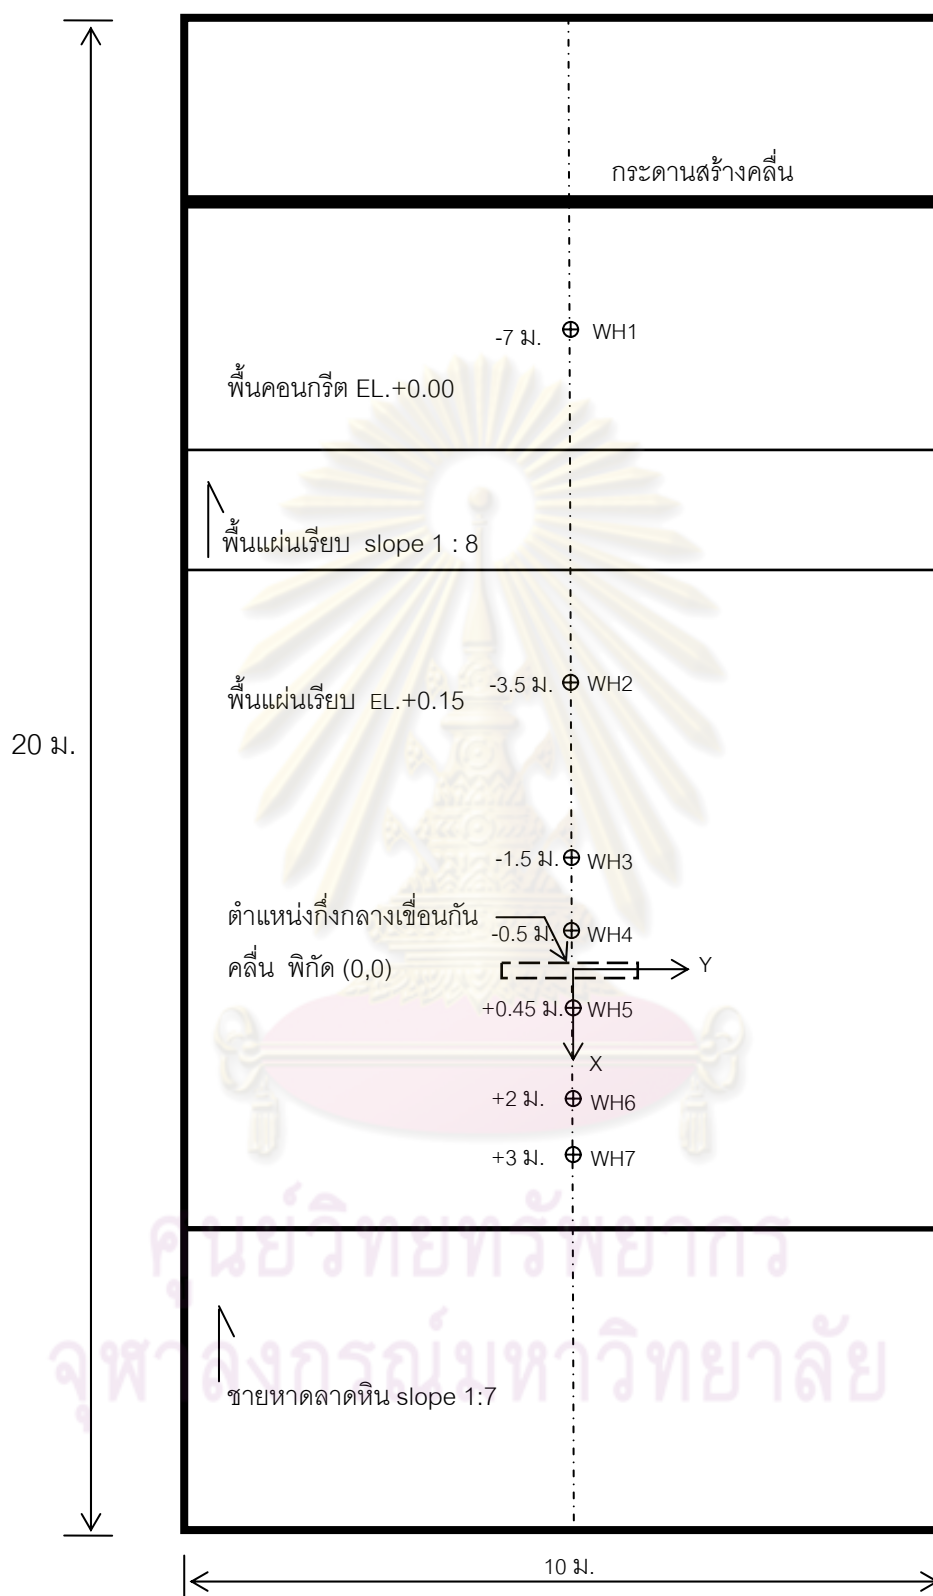 กระดานสร้างคลื่น
-7 ม. WH1
พื้นคอนกรีต EL.+0.00
พื้นแผ่นเรียบ slope 1 : 8
-3.5 ม. WH2
พื้นแผ่นเรียบ EL.+0.15
20 ม.
-1.5 ม. WH3
ตำแหน่งกึ่งกลางเขื่อนกัน
-0.5 ม. WH4
คลื่น พิกัด (0,0)
Y
+0.45 ม. WH5
X
+2 ม. WH6
+3 ม. WH7
ศูนย์วิทยทรัพยากร
จุฬาลงกรณ์มหาวิทยาลัย
ชายหาดลาดหิน slope 1:7
10 ม.